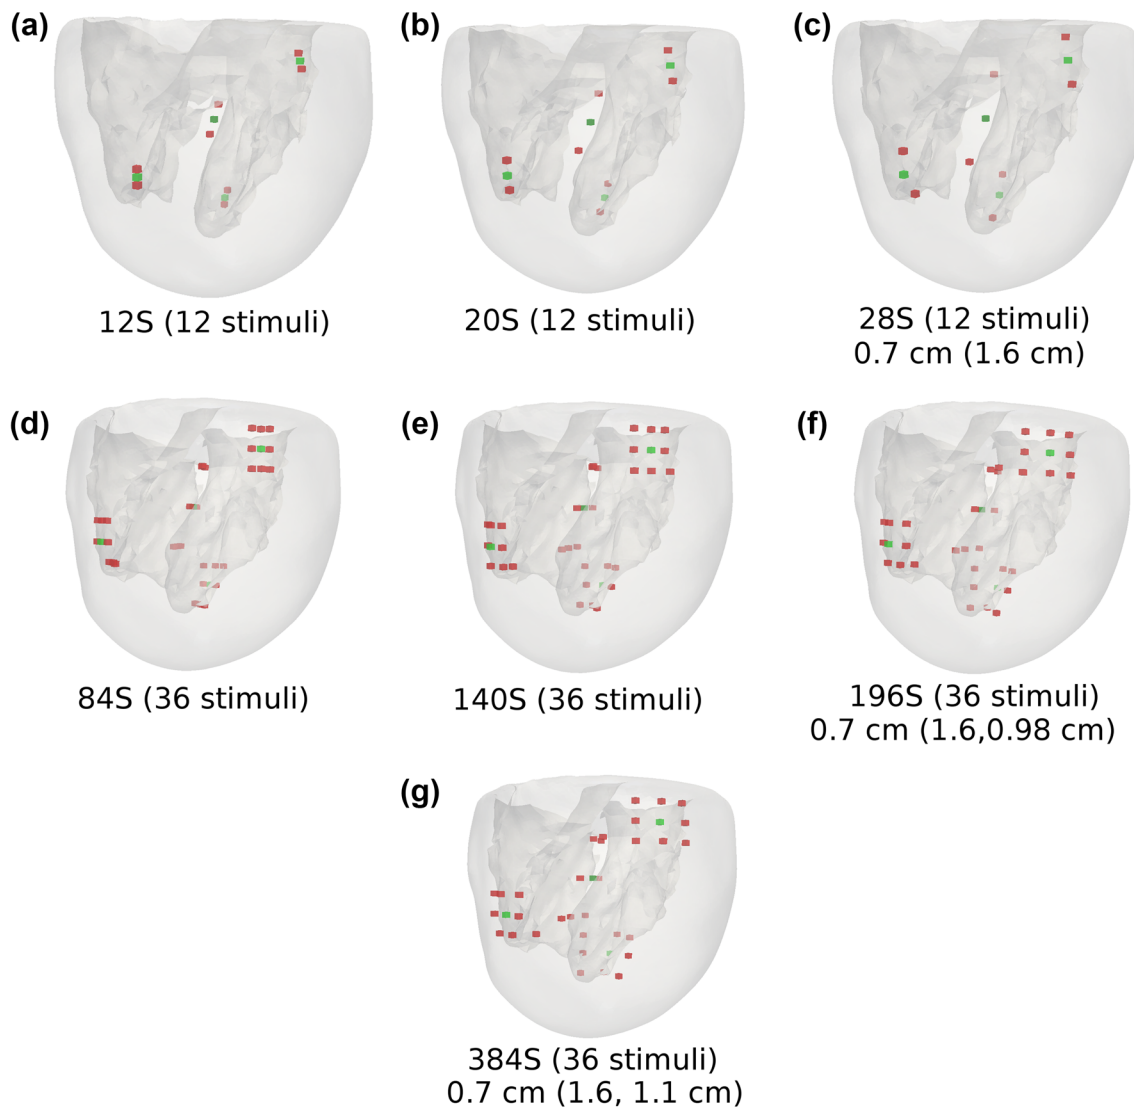 (a)
(b)
(c)
12S (12 stimuli)
20S (12 stimuli)
28S (12 stimuli)
0.7 cm (1.6 cm)
(d)
(e)
(f)
84S (36 stimuli)
140S (36 stimuli)
196S (36 stimuli)
0.7 cm (1.6,0.98 cm)
(g)
384S (36 stimuli)
0.7 cm (1.6, 1.1 cm)